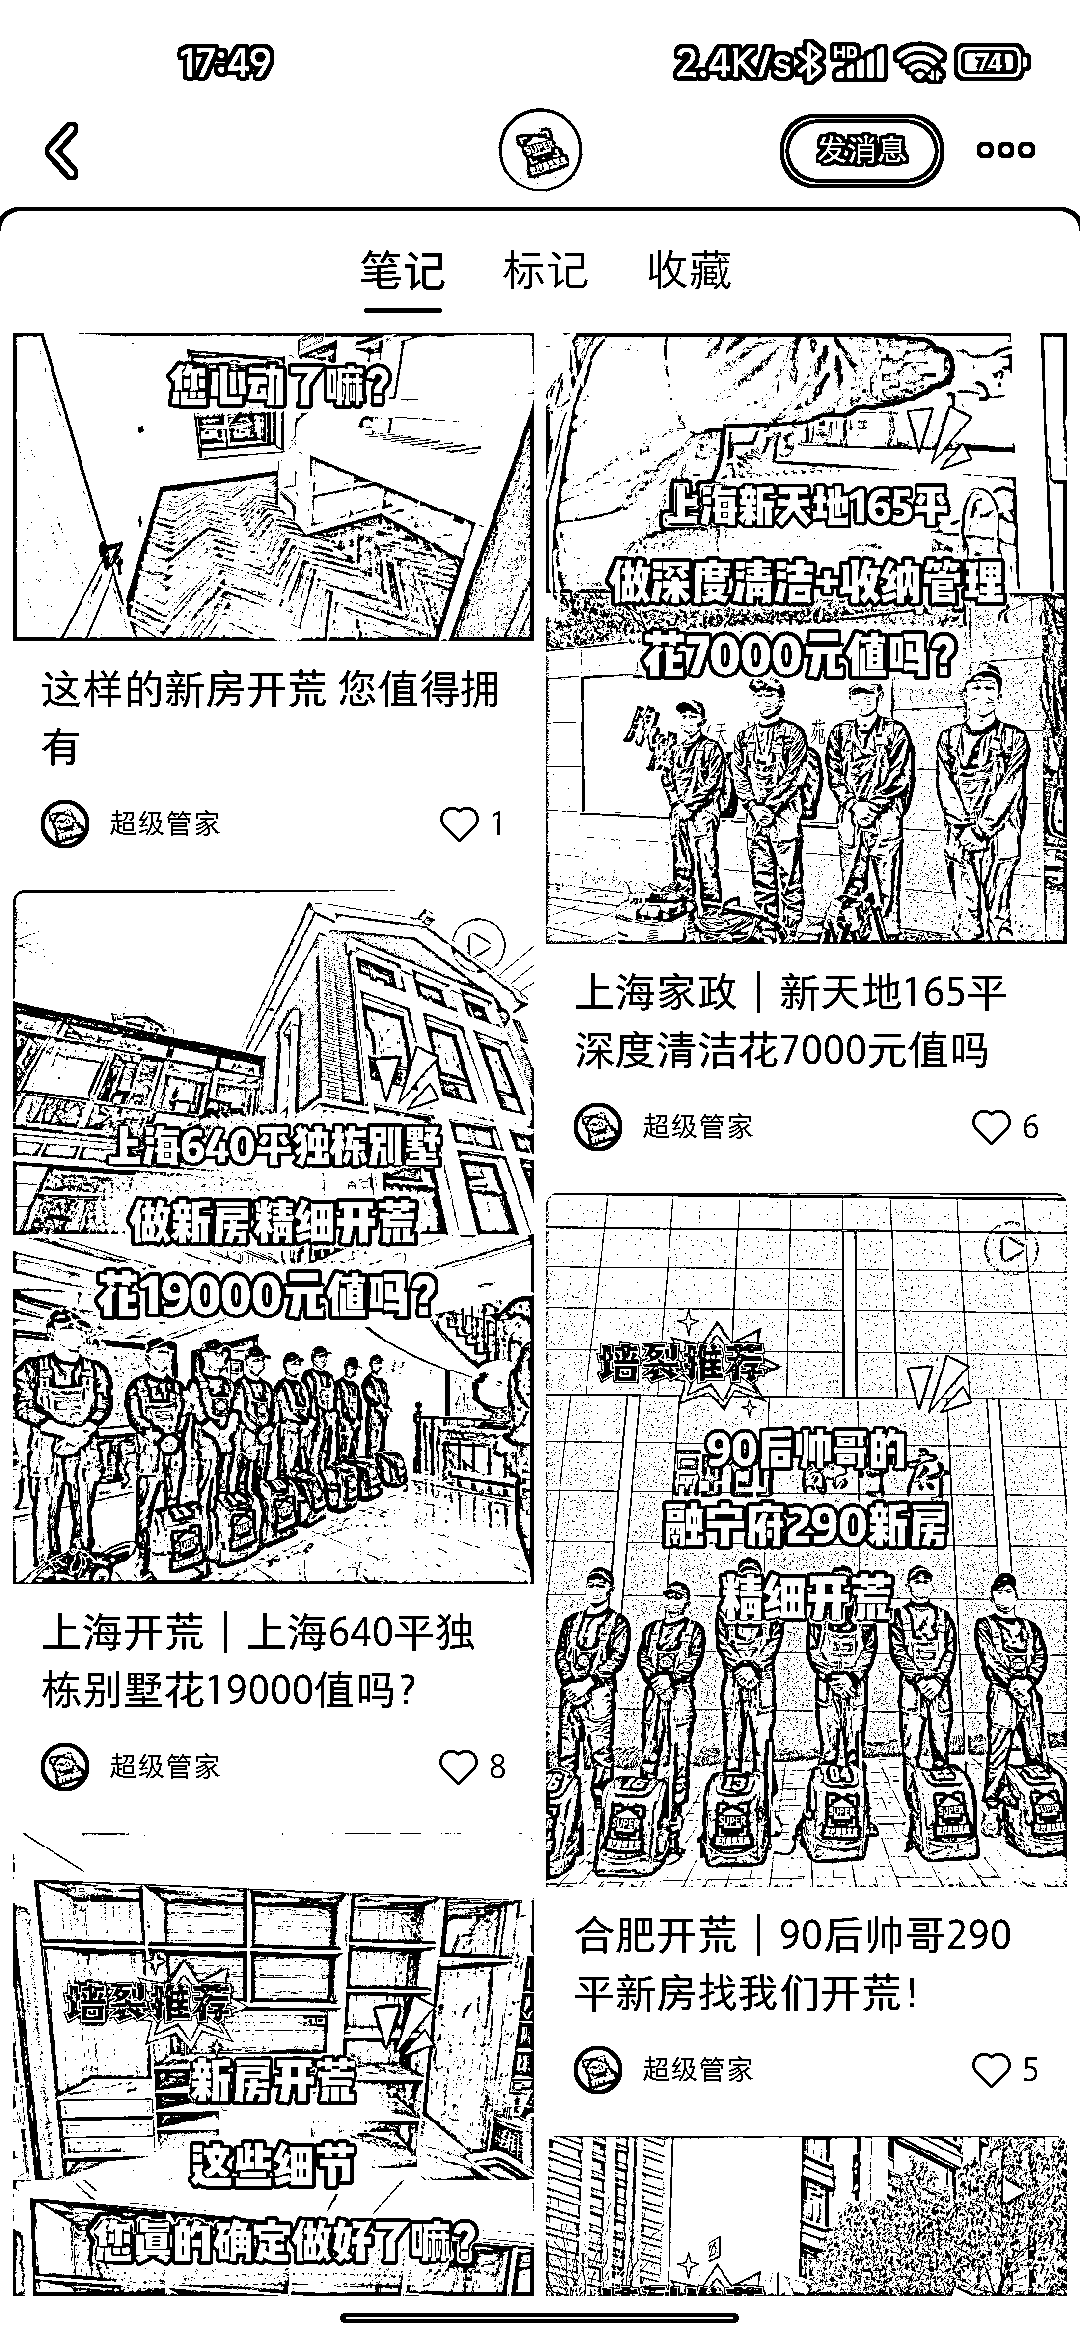 17:49
2.4K/s HD 74
SUPER
发消息
笔记 标记 收藏
您心动了嘛?
这样的新房开荒 您值得拥
有
超级管家 1
上海新天地165平
做深度清洁+收纳管理
花7000元值吗?
上海家政｜新天地165平
深度清洁花7000元值吗
超级管家 6
上海640平独栋别墅
做新房精细开荒
花19000元值吗?
上海开荒｜上海640平独
栋别墅花19000值吗?
超级管家 8
墙裂推荐
90后帅哥的
融宁府290新房
精细开荒
16 13 04
SUPER SUPER
合肥开荒｜90后帅哥290
平新房找我们开荒!
超级管家 5
墙裂推荐
新房开荒
这些细节
您真的确定做好了嘛?